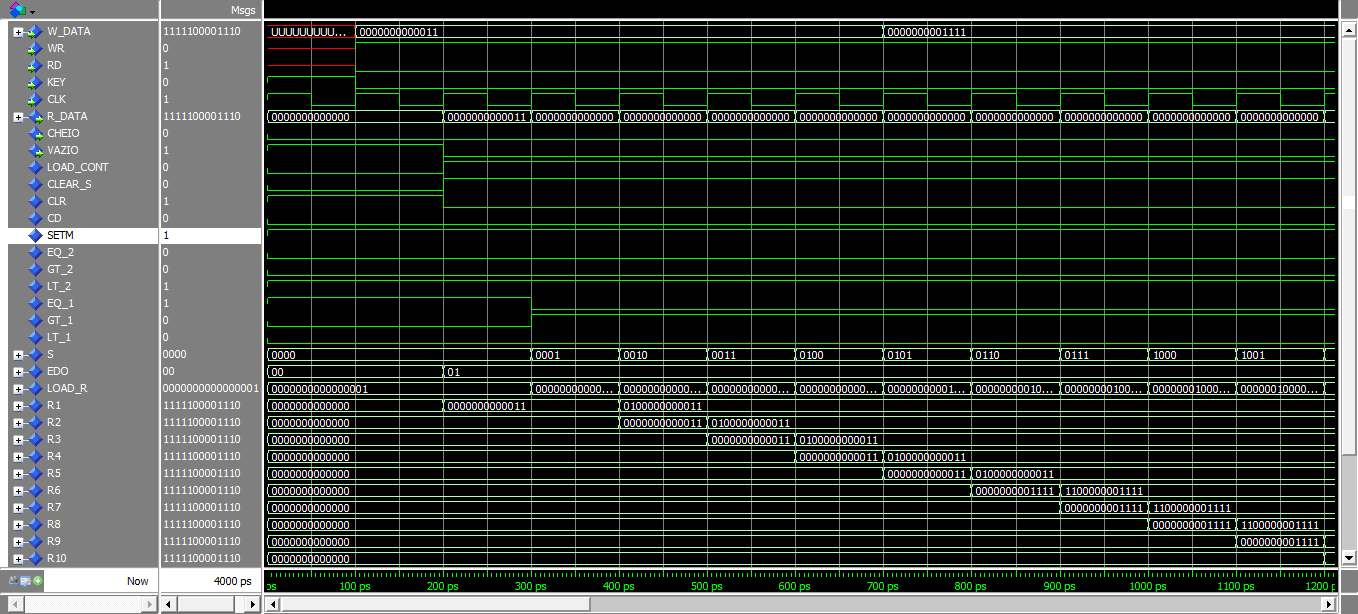 Msgs
W_DATA 1111100001110 UUUUUUUUU... 0000000000011 0000000001111
WR 0
RD 1
KEY 0
CLK 1
R_DATA 1111100001110 0000000000000 0000000000011 0000000000000 0000000000000 0000000000000 0000000000000 0000000000000 0000000000000 0000000000000 0000000000000 0000000000000
CHEIO 0
VAZIO 1
LOAD_CONT 0
CLEAR_S 0
CLR 1
CD 0
SETM 1
EQ_2 0
GT_2 0
LT_2 1
EQ_1 1
GT_1 0
LT_1 0
S 0000 0000 0001 0010 0011 0100 0101 0110 0111 1000 1001
EDO 00 00 01
LOAD_R 0000000000000001 0000000000000001 00000000000... 00000000000... 00000000000... 00000000000... 00000000001... 00000000010... 00000000100... 00000001000... 00000010000...
R1 1111100001110 0000000000000 0000000000011 0100000000011
R2 1111100001110 0000000000000 0000000000011 0100000000011
R3 1111100001110 0000000000000 0000000000011 0100000000011
R4 1111100001110 0000000000000 0000000000011 0100000000011
R5 1111100001110 0000000000000 0000000000011 0100000000011
R6 1111100001110 0000000000000 0000000001111 1100000001111
R7 1111100001110 0000000000000 0000000001111 1100000001111
R8 1111100001110 0000000000000 0000000001111 1100000001111
R9 1111100001110 0000000000000 0000000001111
R10 1111100001110 0000000000000
Now 4000 ps ps 100 ps 200 ps 300 ps 400 ps 500 ps 600 ps 700 ps 800 ps 900 ps 1000 ps 1100 ps 1200 p